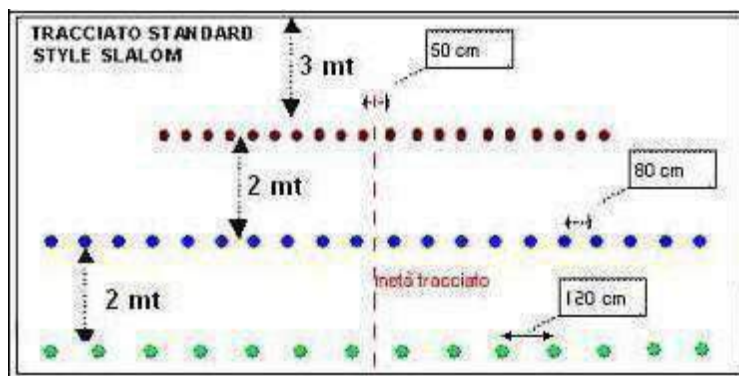 TRACCIATO STANDARD
STYLE SLALOM
50 cm
3 mt
2 mt
80 cm
2 mt
metà tracciato
120 cm